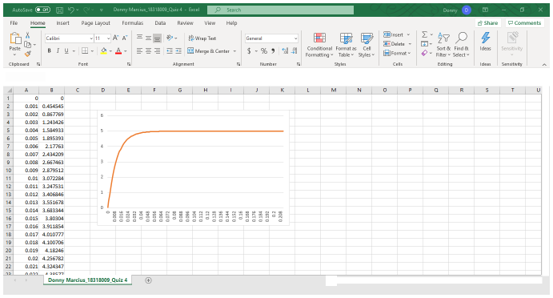 AutoSave Off Donny Marcius_18318009_Quiz 4 - Excel Search Donny D
File Home Insert Page Layout Formulas Data Review View Help Share Comments
Calibri 11 General Conditional Format as Cell Insert Sort & Find & Ideas Sensitivity
Paste B I U Wrap Text Merge & Center $ % Formatting Table Styles Delete Format Filter Select
Clipboard Font Alignment Number Styles Cells Editing Ideas Sensitivity
A B C D E F G H I J K L M N O P Q R S T U
1 0 0
2 0.001 0.454545
3 0.002 0.867769
4 0.003 1.243426
5 0.004 1.584933
6 0.005 1.895393
7 0.006 2.17763
8 0.007 2.434209
9 0.008 2.667463
10 0.009 2.879512
11 0.01 3.072284
12 0.011 3.247531
13 0.012 3.406846
14 0.013 3.551678
15 0.014 3.683344
16 0.015 3.80304
17 0.016 3.911854
18 0.017 4.010777
19 0.018 4.100706
20 0.019 4.18246
21 0.02 4.256782
22 0.021 4.324347
6
5
4
3
2
1
0
Donny Marcius_18318009_Quiz 4